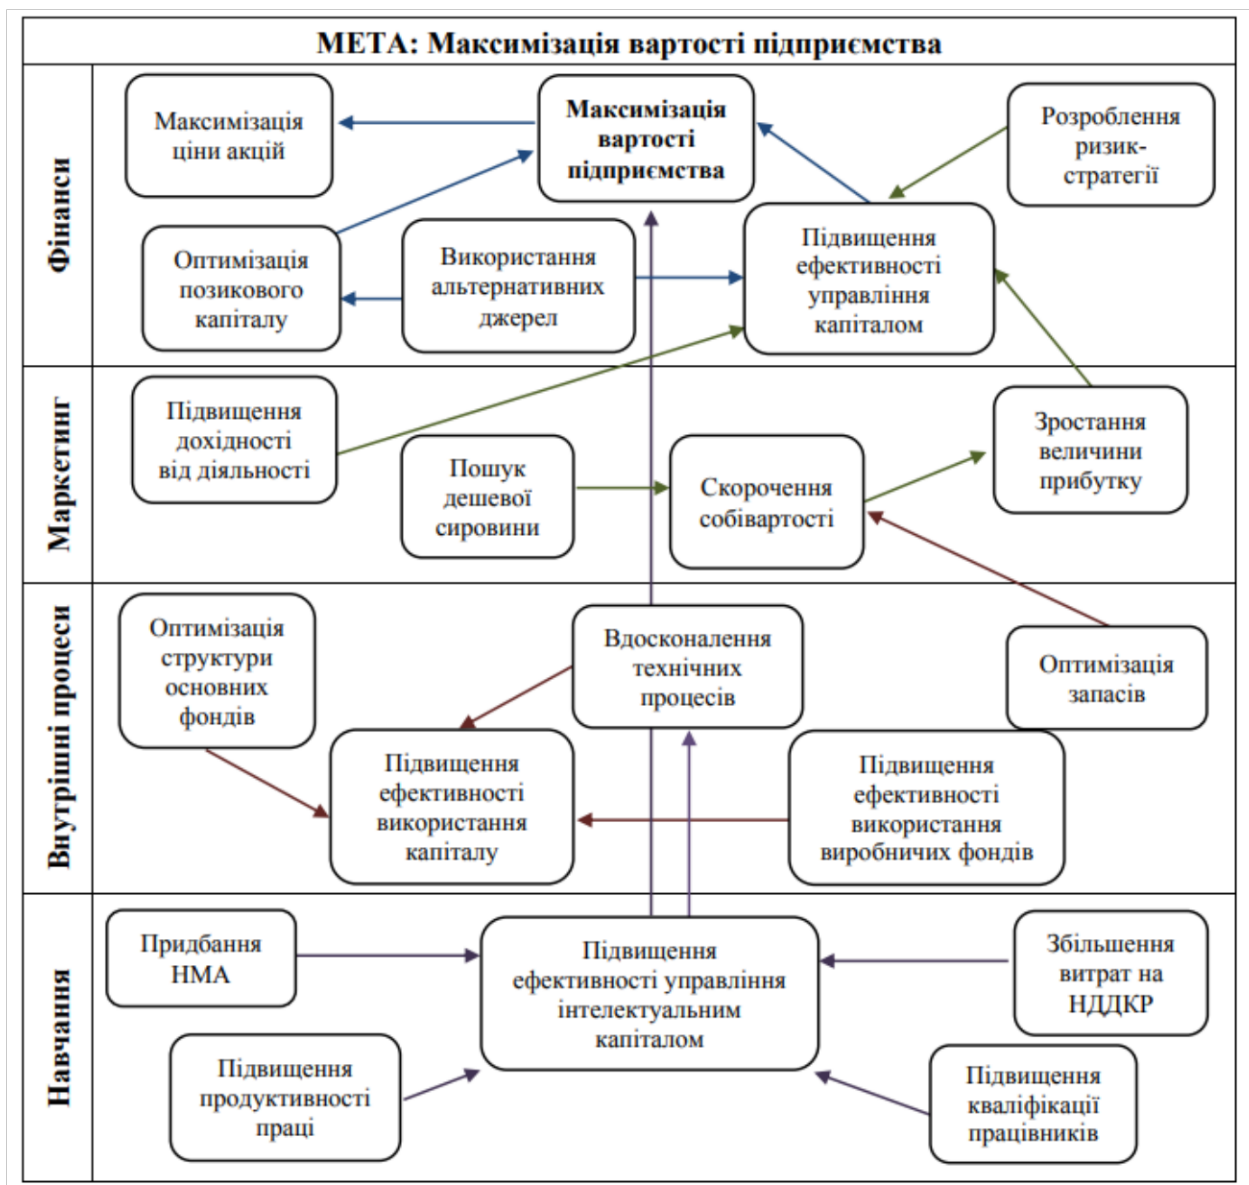 МЕТА: Максимізація вартості підприємства
Фінанси
Максимізація
ціни акцій
Максимізація
вартості
підприємства
Розроблення
ризик-
стратегії
Оптимізація
позикового
капіталу
Використання
альтернативних
джерел
Підвищення
ефективності
управління
капіталом
Маркетинг
Підвищення
дохідності
від діяльності
Пошук
дешевої
сировини
Скорочення
собівартості
Зростання
величини
прибутку
Внутрішні процеси
Оптимізація
структури
основних
фондів
Вдосконалення
технічних
процесів
Оптимізація
запасів
Підвищення
ефективності
використання
капіталу
Підвищення
ефективності
використання
виробничих фондів
Навчання
Придбання
НМА
Підвищення
ефективності управління
інтелектуальним
капіталом
Збільшення
витрат на
НДДКР
Підвищення
продуктивності
праці
Підвищення
кваліфікації
працівників